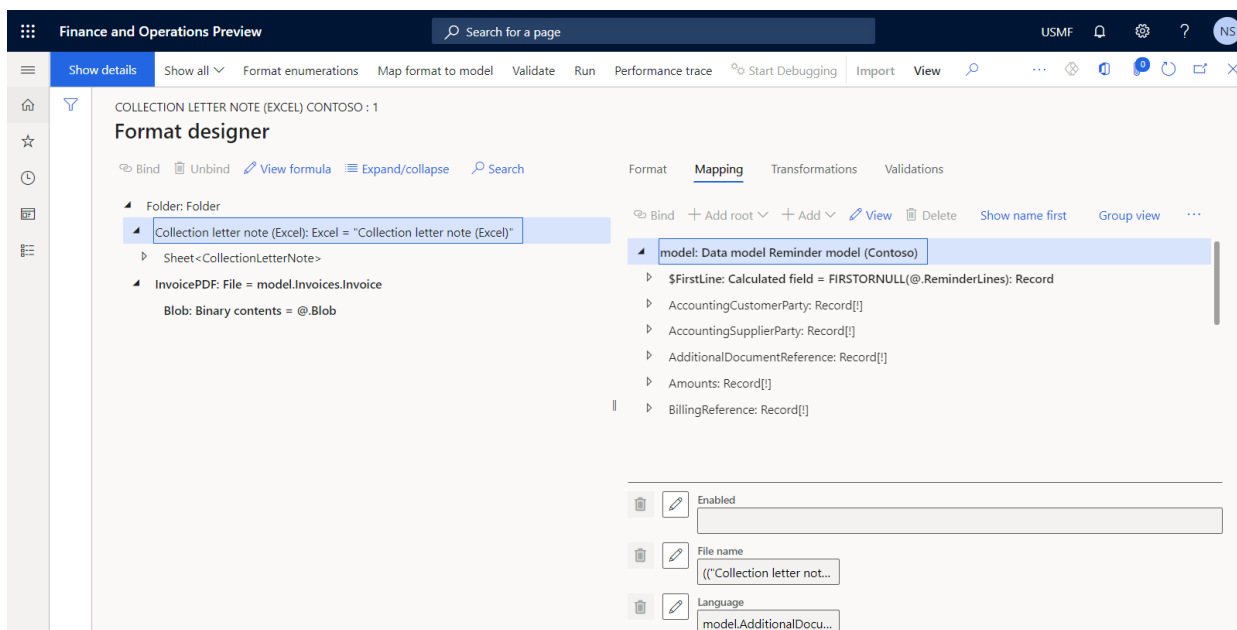 Finance and Operations Preview
Search for a page
USMF
NS
Show details
Show all
Format enumerations
Map format to model
Validate
Run
Performance trace
Start Debugging
Import
View
0
COLLECTION LETTER NOTE (EXCEL) CONTOSO : 1
Format designer
Bind
Unbind
View formula
Expand/collapse
Search
Folder: Folder
Collection letter note (Excel): Excel = "Collection letter note (Excel)"
Sheet<CollectionLetterNote>
InvoicePDF: File = model.Invoices.Invoice
Blob: Binary contents = @.Blob
Format
Mapping
Transformations
Validations
Bind
Add root
Add
View
Delete
Show name first
Group view
model: Data model Reminder model (Contoso)
$FirstLine: Calculated field = FIRSTORNULL(@.ReminderLines): Record
AccountingCustomerParty: Record[!]
AccountingSupplierParty: Record[!]
AdditionalDocumentReference: Record[!]
Amounts: Record[!]
BillingReference: Record[!]
Enabled
File name
(("Collection letter not...
Language
model.AdditionalDocu...